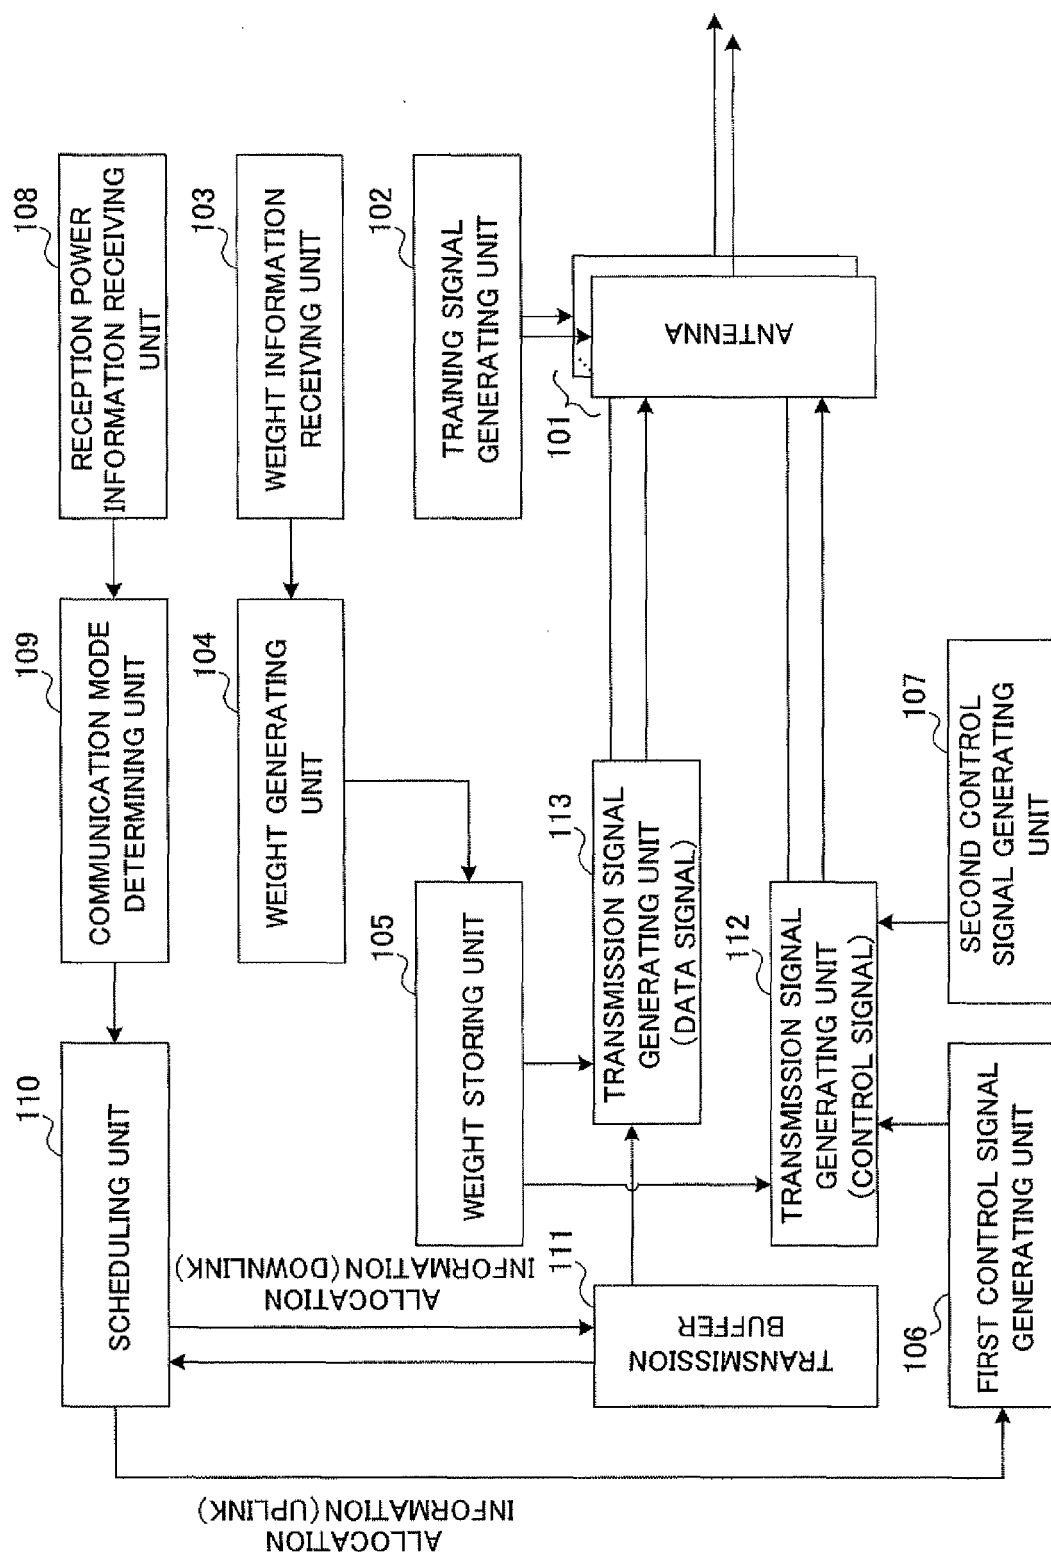 108
RECEPTION POWER
INFORMATION RECEIVING
UNIT
103
WEIGHT INFORMATION
RECEIVING UNIT
102
TRAINING SIGNAL
GENERATING UNIT
101
ANTENNA
109
COMMUNICATION MODE
DETERMINING UNIT
104
WEIGHT GENERATING
UNIT
105
WEIGHT STORING UNIT
113
TRANSMISSION SIGNAL
GENERATING UNIT
(DATA SIGNAL)
112
TRANSMISSION SIGNAL
GENERATING UNIT
(CONTROL SIGNAL)
107
SECOND CONTROL
SIGNAL GENERATING
UNIT
110
SCHEDULING UNIT
ALLOCATION
INFORMATION (DOWNLINK)
111
TRANSMISSION
BUFFER
106
FIRST CONTROL SIGNAL
GENERATING UNIT
ALLOCATION
INFORMATION (UPLINK)